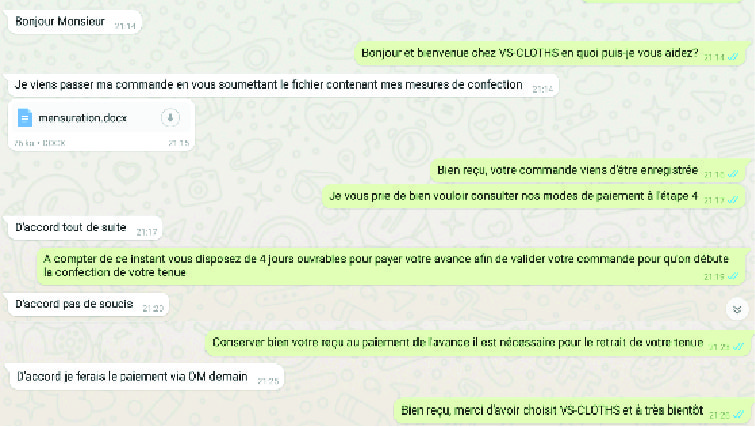 Bonjour Monsieur 21:14
Bonjour et bienvenue chez VS-CLOTHS en quoi puis-je vous aidez? 21:14
Je viens passer ma commande en vous soumettant le fichier contenant mes mesures de confection 21:14
mensuration.docx
DOCX 21:15
Bien reçu, votre commande viens d'être enregistrée 21:16
Je vous prie de bien vouloir consulter nos modes de paiement à l'étape 4 21:17
D'accord tout de suite 21:17
A compter de ce instant vous disposez de 4 jours ouvrables pour payer votre avance afin de valider votre commande pour qu'on débute
la confection de votre tenue 21:19
D'accord pas de soucis 21:20
Conserver bien votre reçu au paiement de l'avance il est nécessaire pour le retrait de votre tenue 21:23
D'accord je ferais le paiement via OM demain 21:25
Bien reçu, merci d'avoir choisit VS-CLOTHS et à très bientôt